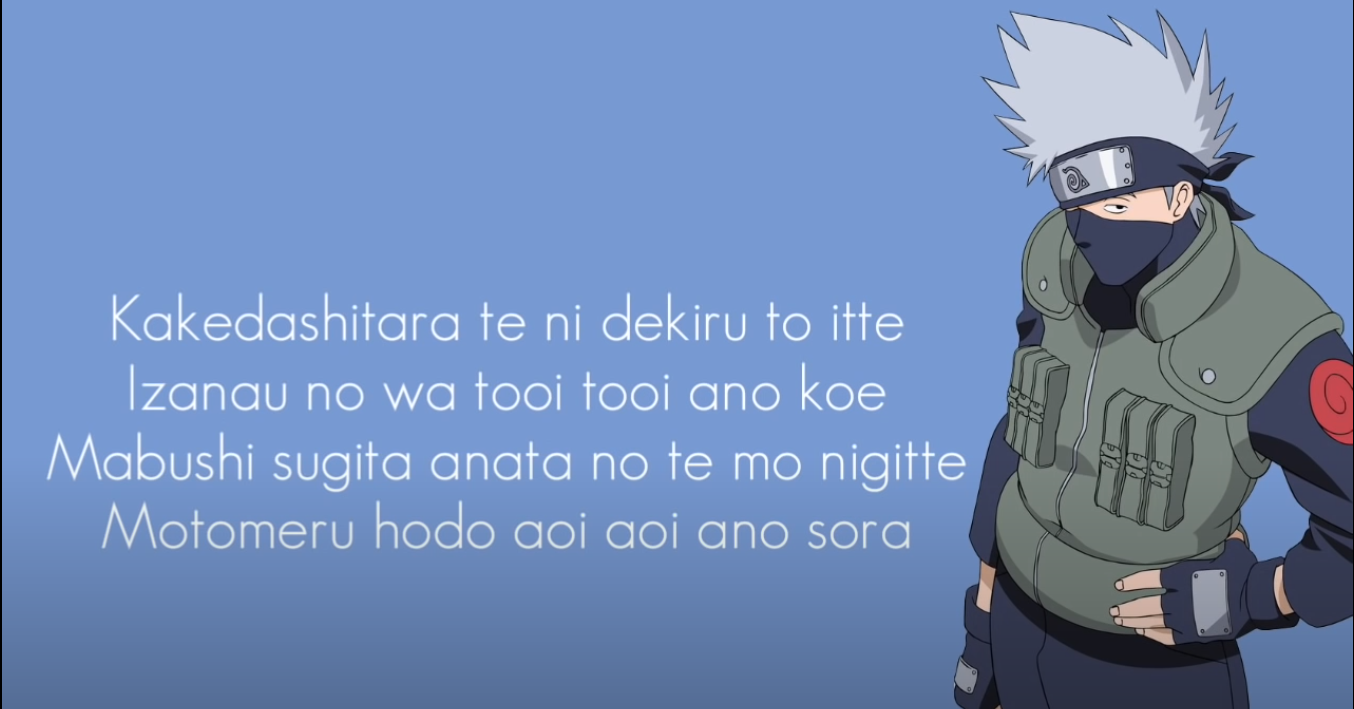 Kakedashitara te ni dekiru to itte
Izanau no wa tooi tooi ano koe
Mabushi sugita anata no te mo nigitte
Motomeru hodo aoi aoi ano sora